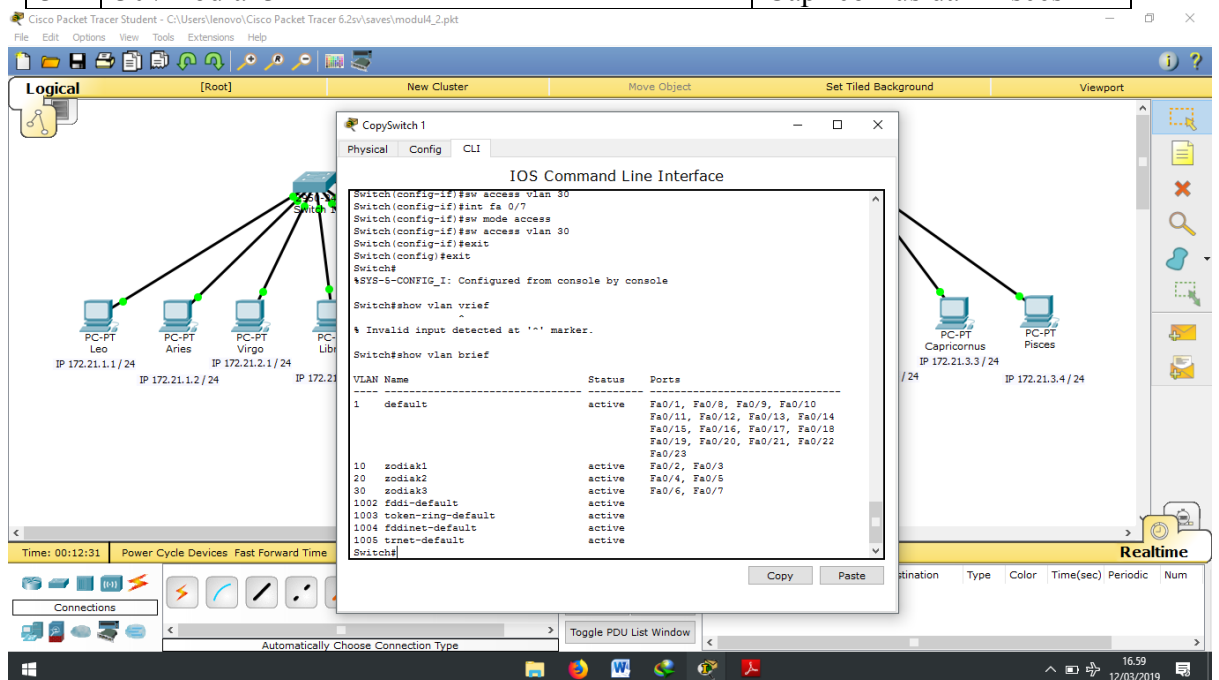 Cisco Packet Tracer Student - C:\Users\lenovo\Cisco Packet Tracer 6.2sv\saves\modul4_2.pkt
File Edit Options View Tools Extensions Help
Logical [Root] New Cluster Move Object Set Tiled Background Viewport
CopySwitch 1
Physical Config CLI
IOS Command Line Interface
Switch(config-if)#sw access vlan 30
Switch(config-if)#int fa 0/7
Switch(config-if)#sw mode access
Switch(config-if)#sw access vlan 30
Switch(config-if)#exit
Switch(config)#exit
Switch#
%SYS-5-CONFIG_I: Configured from console by console
Switch#show vlan vrief
^
% Invalid input detected at '^' marker.
Switch#show vlan brief
VLAN Name Status Ports
---- -------------------------------- --------- -------------------------------
1 default active Fa0/1, Fa0/8, Fa0/9, Fa0/10
Fa0/11, Fa0/12, Fa0/13, Fa0/14
Fa0/15, Fa0/16, Fa0/17, Fa0/18
Fa0/19, Fa0/20, Fa0/21, Fa0/22
Fa0/23
10 zodiak1 active Fa0/2, Fa0/3
20 zodiak2 active Fa0/4, Fa0/5
30 zodiak3 active Fa0/6, Fa0/7
1002 fddi-default active
1003 token-ring-default active
1004 fddinet-default active
1005 trnet-default active
Switch#
Copy Paste
PC-PT
Leo
IP 172.21.1.1 / 24
PC-PT
Aries
IP 172.21.1.2 / 24
PC-PT
Virgo
IP 172.21.2.1 / 24
PC-
Libr
IP 172.21
PC-PT
Capricornus
IP 172.21.3.3 / 24
/ 24
PC-PT
Pisces
IP 172.21.3.4 / 24
Time: 00:12:31 Power Cycle Devices Fast Forward Time
Realtime
Connections
Automatically Choose Connection Type
Toggle PDU List Window
stination Type Color Time(sec) Periodic Num
16.59
12/03/2019